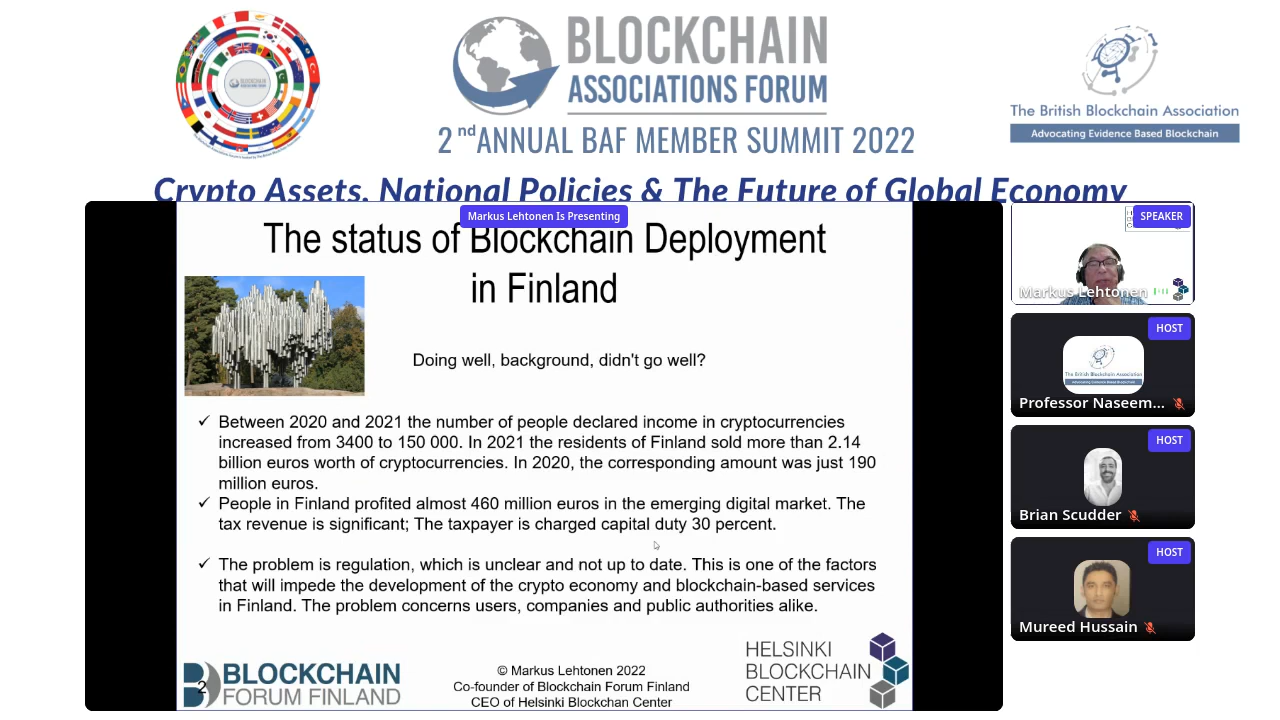 BLOCKCHAIN
ASSOCIATIONS FORUM
2nd ANNUAL BAF MEMBER SUMMIT 2022
The British Blockchain Association
Advocating Evidence Based Blockchain
Crypto Assets, National Policies & The Future of Global Economy
Markus Lehtonen Is Presenting
The status of Blockchain Deployment
in Finland
Doing well, background, didn't go well?
✓ Between 2020 and 2021 the number of people declared income in cryptocurrencies
increased from 3400 to 150 000. In 2021 the residents of Finland sold more than 2.14
billion euros worth of cryptocurrencies. In 2020, the corresponding amount was just 190
million euros.
✓ People in Finland profited almost 460 million euros in the emerging digital market. The
tax revenue is significant; The taxpayer is charged capital duty 30 percent.
✓ The problem is regulation, which is unclear and not up to date. This is one of the factors
that will impede the development of the crypto economy and blockchain-based services
in Finland. The problem concerns users, companies and public authorities alike.
2
BLOCKCHAIN
FORUM FINLAND
© Markus Lehtonen 2022
Co-founder of Blockchain Forum Finland
CEO of Helsinki Blockchan Center
HELSINKI
BLOCKCHAIN
CENTER
SPEAKER
Markus Lehtonen
HOST
The British Blockchain Association
Professor Naseem...
HOST
Brian Scudder
HOST
Mureed Hussain